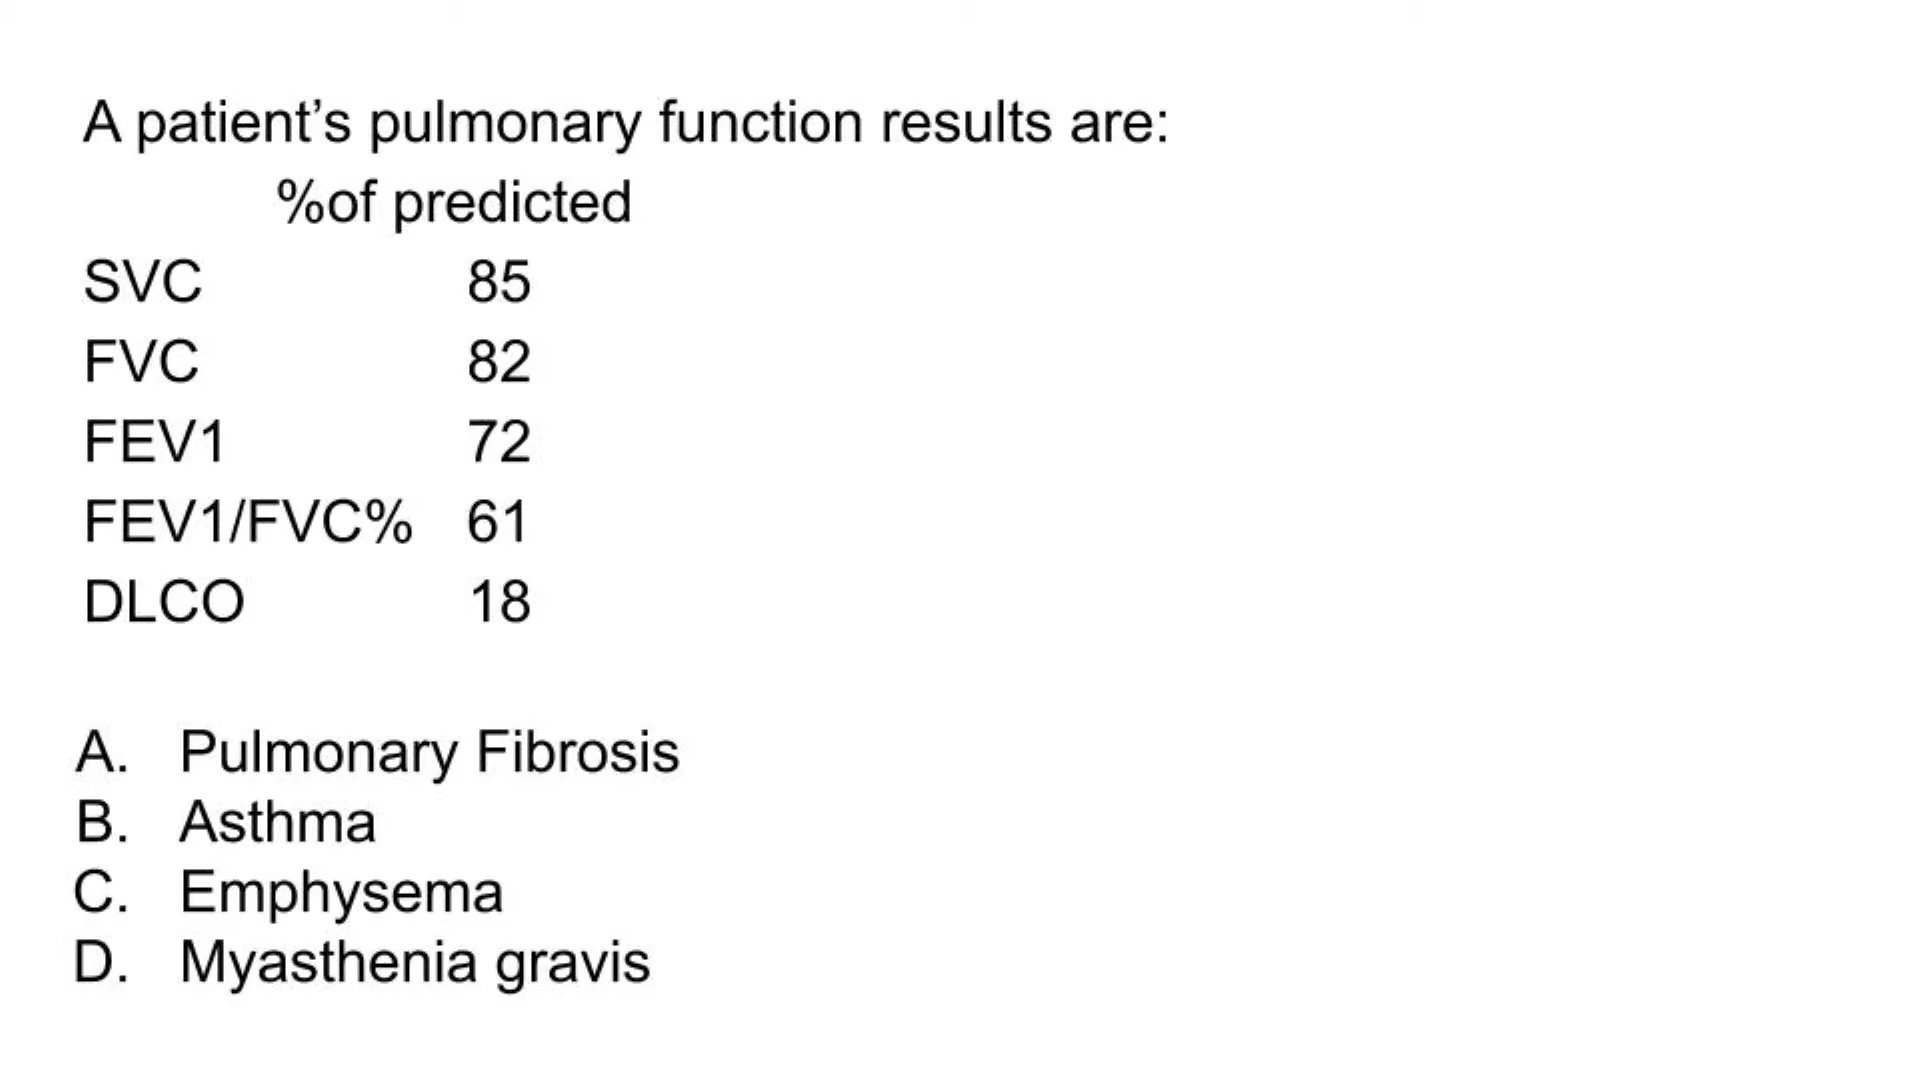 A patient’s pulmonary function results are:
%of predicted
SVC 85
FVC 82
FEV1 72
FEV1/FVC% 61
DLCO 18
A. Pulmonary Fibrosis
B. Asthma
C. Emphysema
D. Myasthenia gravis